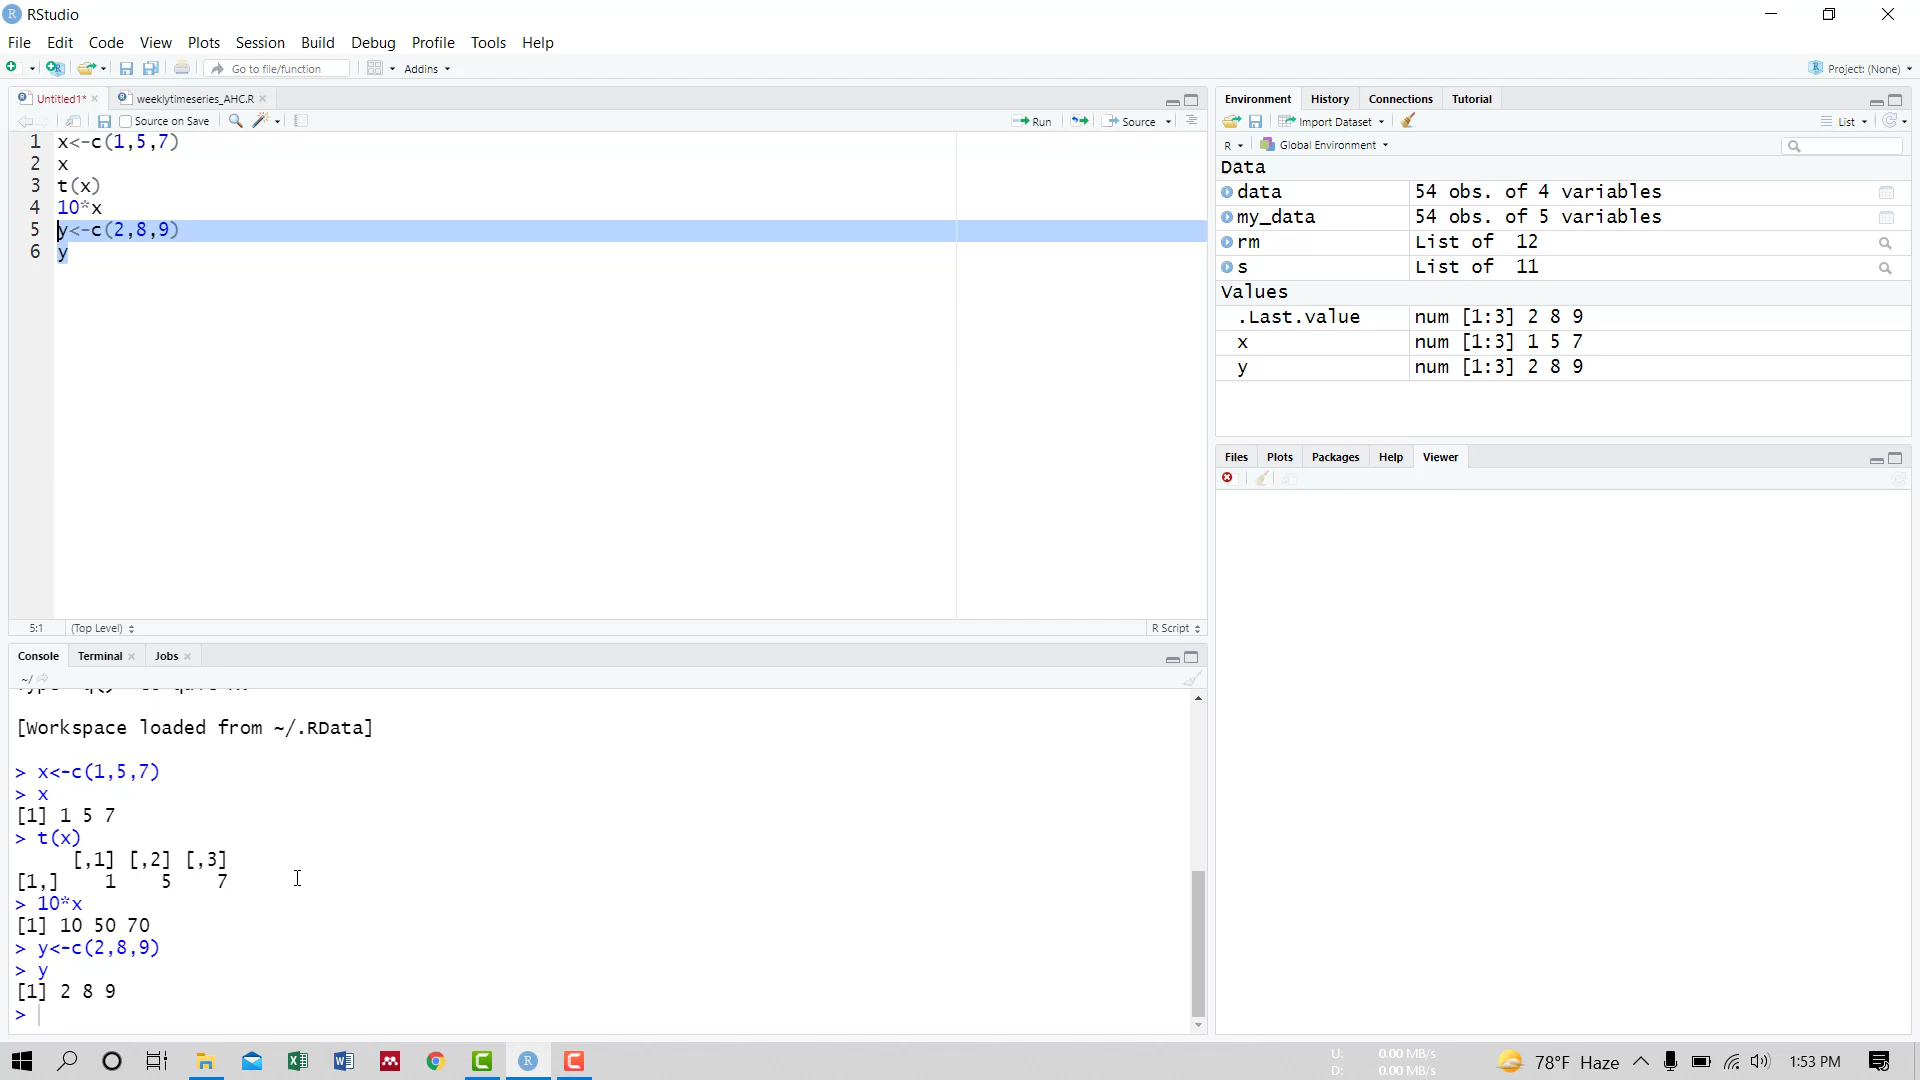 RStudio
File Edit Code View Plots Session Build Debug Profile Tools Help
Go to file/function Addins Project: (None)
Untitled1* weeklytimeseries_AHC.R
Source on Save Run Source
1 x<-c(1,5,7)
2 x
3 t(x)
4 10*x
5 y<-c(2,8,9)
6 y
5:1 (Top Level) R Script
Console Terminal Jobs
~/
[Workspace loaded from ~/.RData]
> x<-c(1,5,7)
> x
[1] 1 5 7
> t(x)
[,1] [,2] [,3]
[1,] 1 5 7
> 10*x
[1] 10 50 70
> y<-c(2,8,9)
> y
[1] 2 8 9
>
Environment History Connections Tutorial
Import Dataset List
R Global Environment
Data
data 54 obs. of 4 variables
my_data 54 obs. of 5 variables
rm List of 12
s List of 11
Values
.Last.value num [1:3] 2 8 9
x num [1:3] 1 5 7
y num [1:3] 2 8 9
Files Plots Packages Help Viewer
U: 0.00 MB/s
D: 0.00 MB/s
78°F Haze 1:53 PM